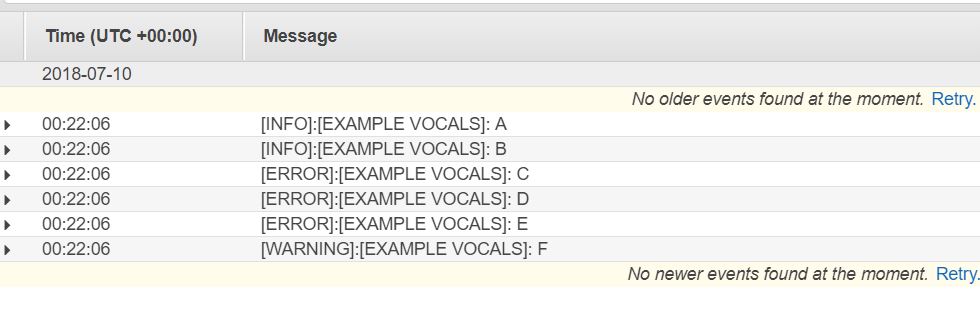 Time (UTC +00:00) Message
2018-07-10
No older events found at the moment. Retry.
00:22:06 [INFO]:[EXAMPLE VOCALS]: A
00:22:06 [INFO]:[EXAMPLE VOCALS]: B
00:22:06 [ERROR]:[EXAMPLE VOCALS]: C
00:22:06 [ERROR]:[EXAMPLE VOCALS]: D
00:22:06 [ERROR]:[EXAMPLE VOCALS]: E
00:22:06 [WARNING]:[EXAMPLE VOCALS]: F
No newer events found at the moment. Retry.